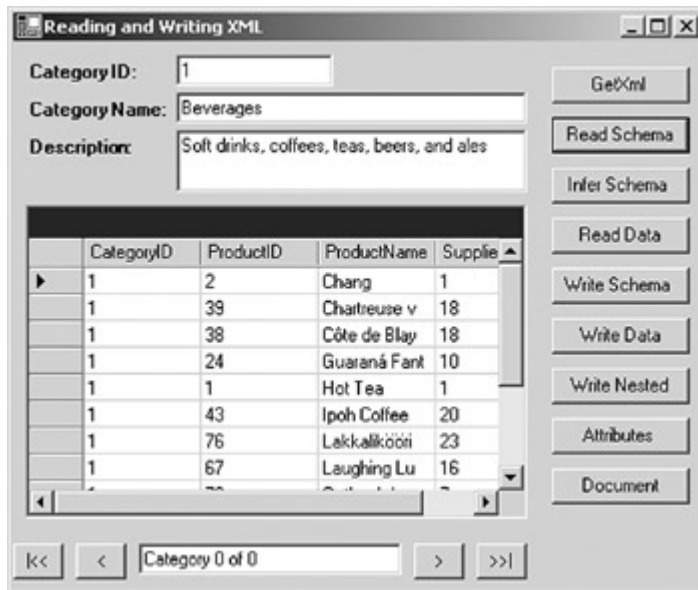 Reading and Writing XML
Category ID: 1
GetXml
Category Name: Beverages
Read Schema
Description: Soft drinks, coffees, teas, beers, and ales
Infer Schema
Read Data
CategoryID ProductID ProductName Supplie
1 2 Chang 1
Write Schema
1 39 Chartreuse v 18
1 38 Côte de Blay 18
Write Data
1 24 Guaraná Fant 10
1 1 Hot Tea 1
Write Nested
1 43 Ipoh Coffee 20
1 76 Lakkalikööri 23
Attributes
1 67 Laughing Lu 16
Document
|<< < Category 0 of 0 > >>|